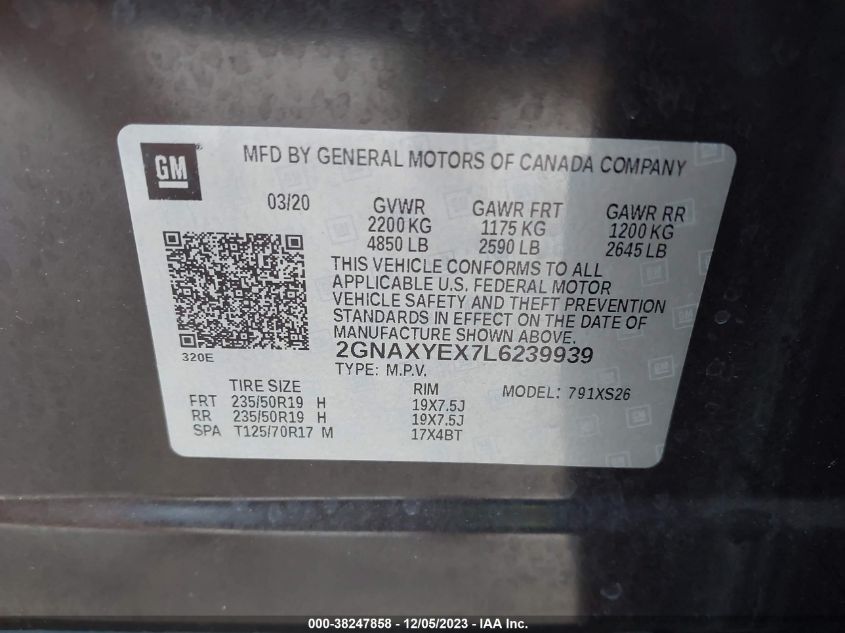 GM
MFD BY GENERAL MOTORS OF CANADA COMPANY
03/20 GVWR GAWR FRT GAWR RR
2200 KG 1175 KG 1200 KG
4850 LB 2590 LB 2645 LB
THIS VEHICLE CONFORMS TO ALL
APPLICABLE U.S. FEDERAL MOTOR
VEHICLE SAFETY AND THEFT PREVENTION
STANDARDS IN EFFECT ON THE DATE OF
MANUFACTURE SHOWN ABOVE.
320E 2GNAXYEX7L6239939
TYPE: M.P.V.
TIRE SIZE RIM MODEL: 791XS26
FRT 235/50R19 H 19X7.5J
RR 235/50R19 H 19X7.5J
SPA T125/70R17 M 17X4BT
000-38247858 - 12/05/2023 - IAA Inc.